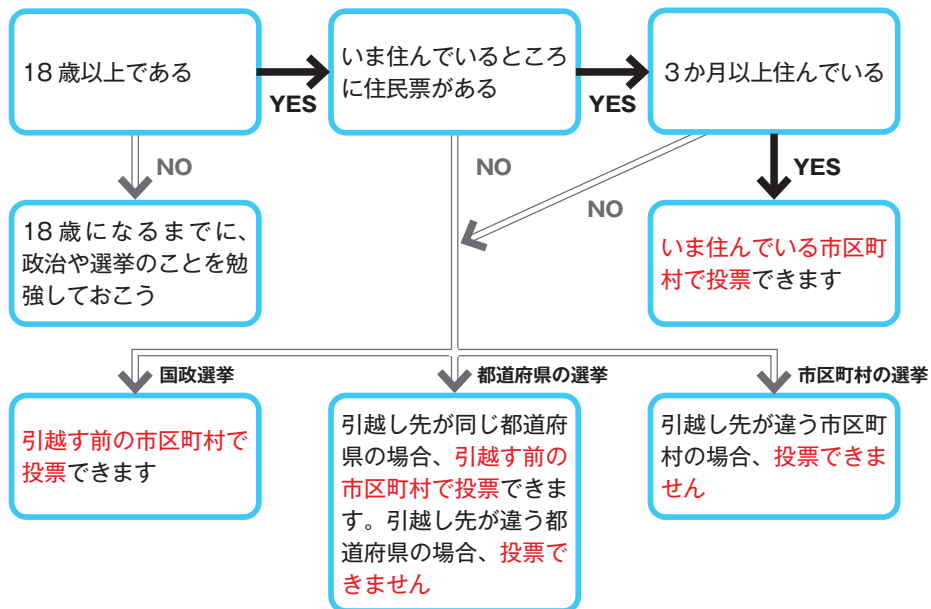 18歳以上である
YES
いま住んでいるところ
に住民票がある
YES
3か月以上住んでいる
NO
NO
NO
YES
18歳になるまでに、
政治や選挙のことを勉
強しておこう
いま住んでいる市区町
村で投票できます
国政選挙
引越す前の市区町村で
投票できます
都道府県の選挙
引越し先が同じ都道府
県の場合、引越す前の
市区町村で投票できま
す。引越し先が違う都
道府県の場合、投票で
きません
市区町村の選挙
引越し先が違う市区町
村の場合、投票できま
せん